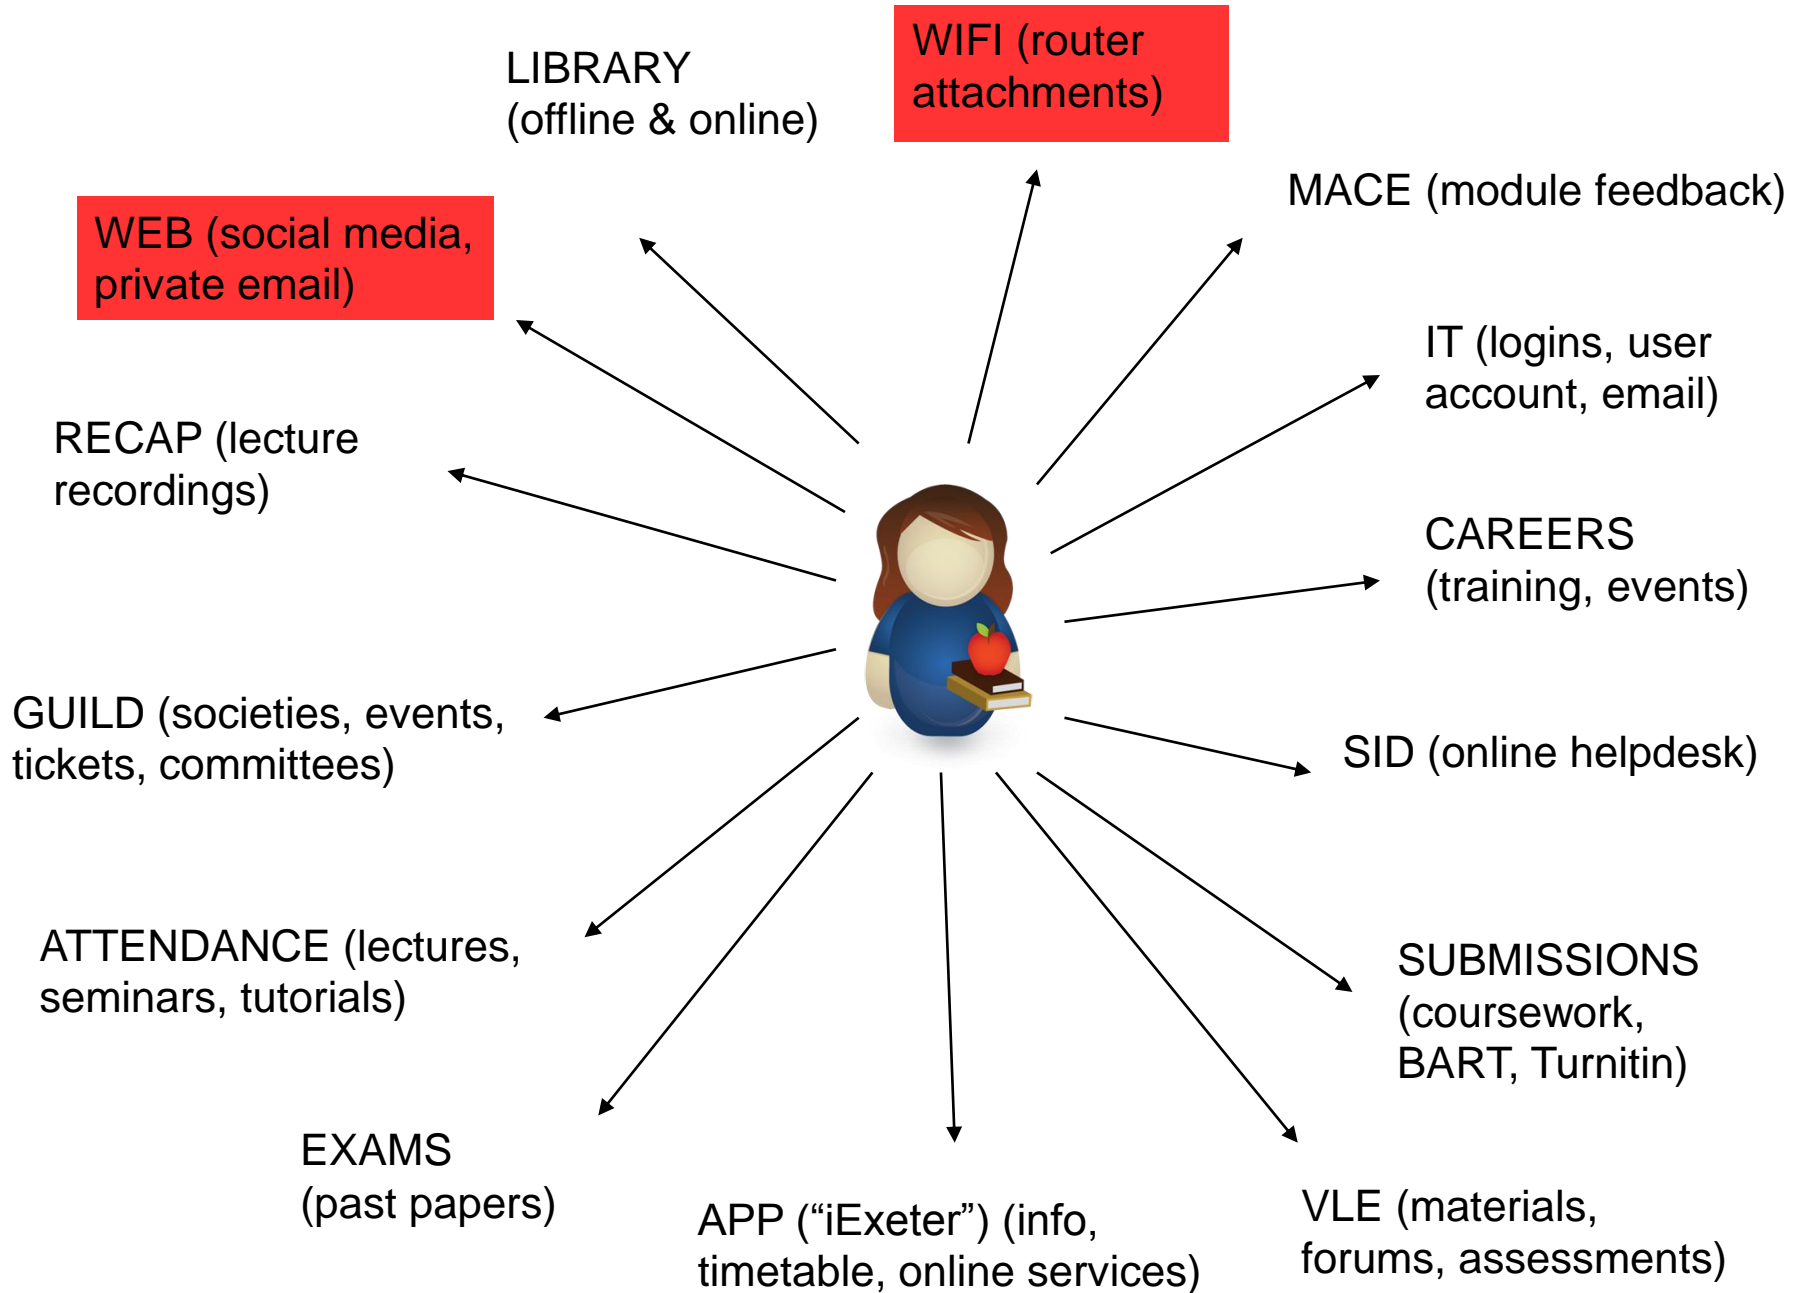 LIBRARY
(offline & online)
WIFI (router
attachments)
MACE (module feedback)
WEB (social media,
private email)
IT (logins, user
account, email)
RECAP (lecture
recordings)
CAREERS
(training, events)
GUILD (societies, events,
tickets, committees)
SID (online helpdesk)
ATTENDANCE (lectures,
seminars, tutorials)
SUBMISSIONS
(coursework,
BART, Turnitin)
EXAMS
(past papers)
APP (“iExeter”) (info,
timetable, online services)
VLE (materials,
forums, assessments)